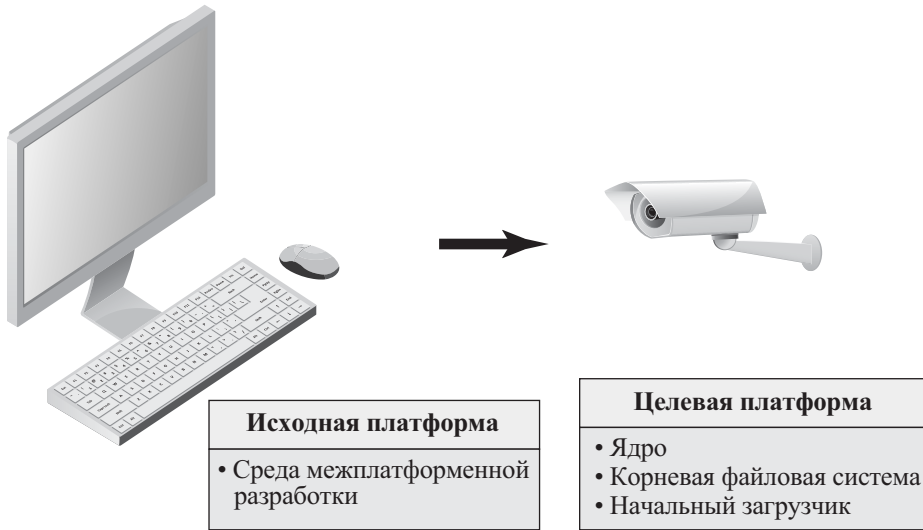 Исходная платформа
• Среда межплатформенной
разработки
Целевая платформа
• Ядро
• Корневая файловая система
• Начальный загрузчик